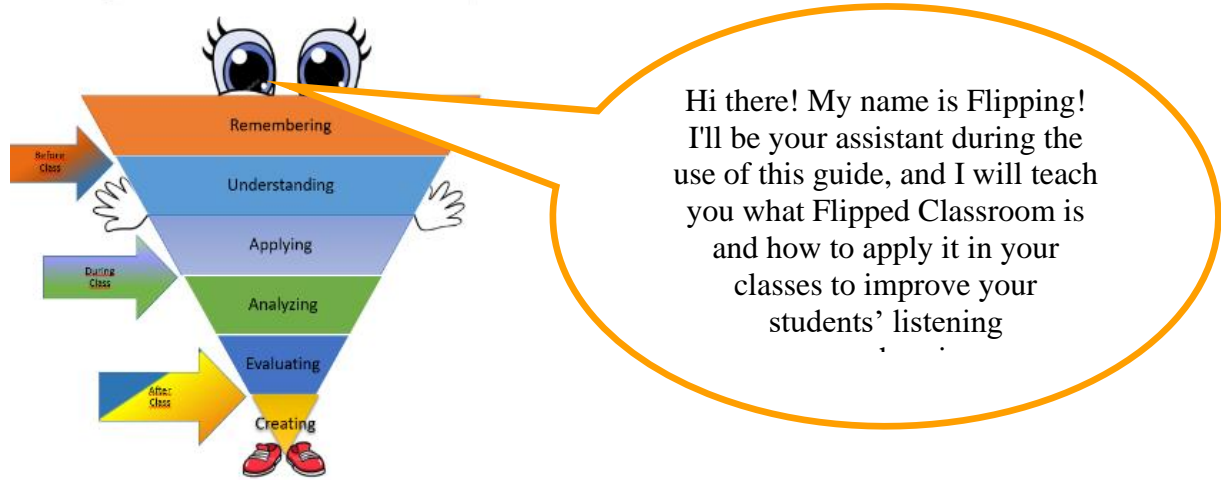 Hi there! My name is Flipping!
I'll be your assistant during the
use of this guide, and I will teach
you what Flipped Classroom is
and how to apply it in your
classes to improve your
students’ listening
Remembering
Before
Class
Understanding
Applying
During
Class
Analyzing
Evaluating
After
Class
Creating